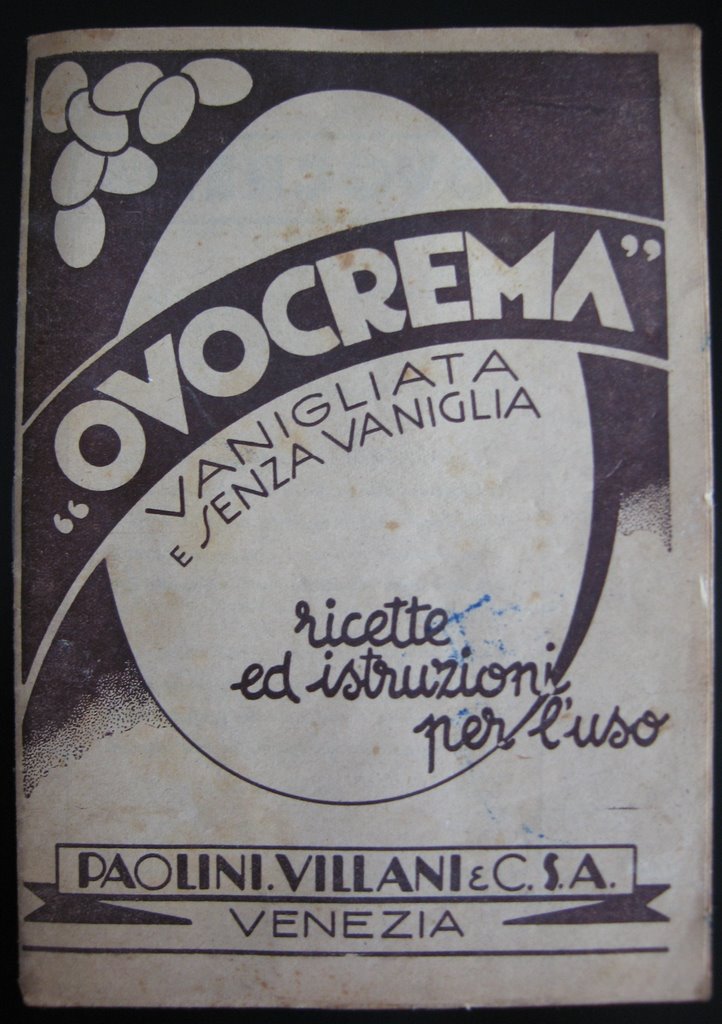 “OVOCREMA”
VANIGLIATA
E SENZA VANIGLIA
ricette
ed istruzioni
per l'uso
PAOLINI. VILLANI & C. S. A.
VENEZIA